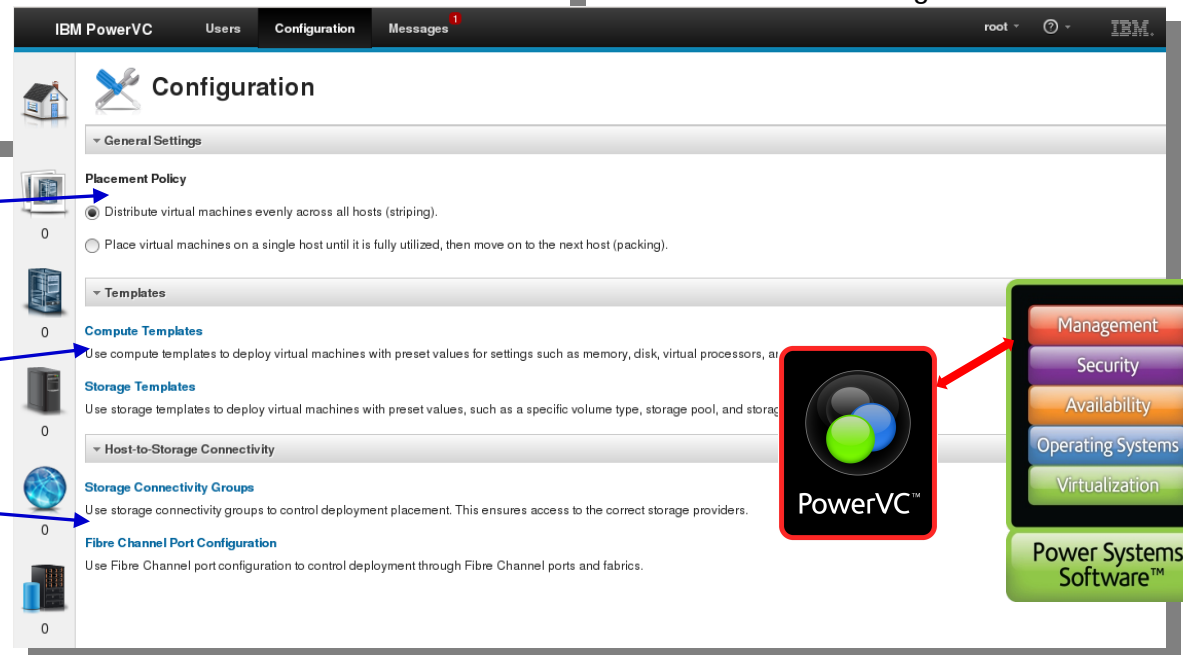 IBM PowerVC Users Configuration Messages 1 root IBM.
Configuration
General Settings
Placement Policy
Distribute virtual machines evenly across all hosts (striping).
0
Place virtual machines on a single host until it is fully utilized, then move on to the next host (packing).
Templates
0
Compute Templates
Use compute templates to deploy virtual machines with preset values for settings such as memory, disk, virtual processors,
Storage Templates
Use storage templates to deploy virtual machines with preset values, such as a specific volume type, storage pool, and
0
Host-to-Storage Connectivity
Storage Connectivity Groups
Use storage connectivity groups to control deployment placement. This ensures access to the correct storage providers.
0
Fibre Channel Port Configuration
Use Fibre Channel port configuration to control deployment through Fibre Channel ports and fabrics.
0
PowerVC™
Management
Security
Availability
Operating Systems
Virtualization
Power Systems
Software™